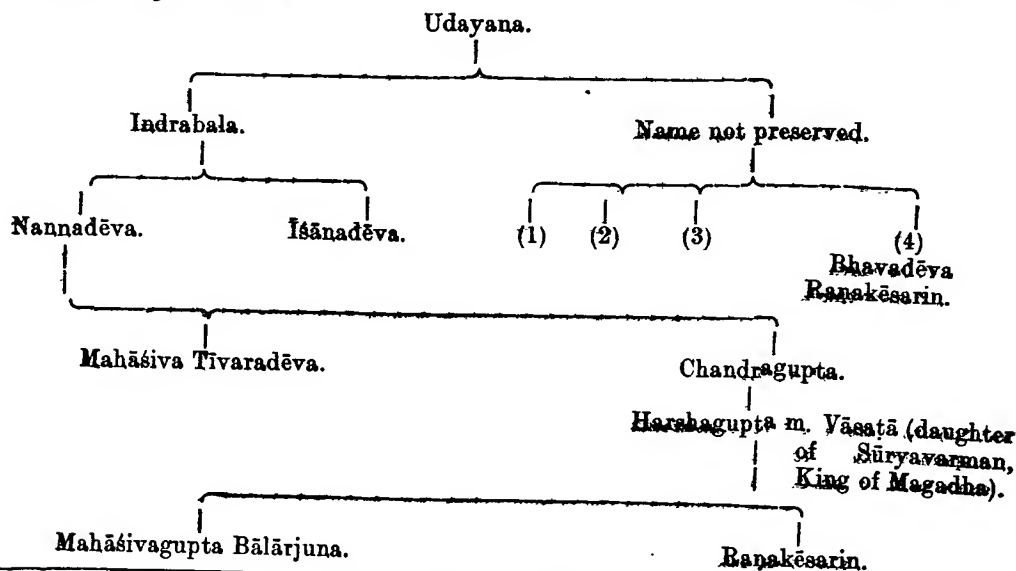 Udayana.
Indrabala. Name not preserved.
Nannadēva. Īśānadēva. (1) (2) (3) (4)
Bhavadēva
Raṇakēsarin.
Mahāśiva Tīvaradēva. Chandragupta.
Harshagupta m. Vāsaṭā (daughter
of Sūryavarman,
King of Magadha).
Mahāśivagupta Bālārjuna. Raṇakēsarin.